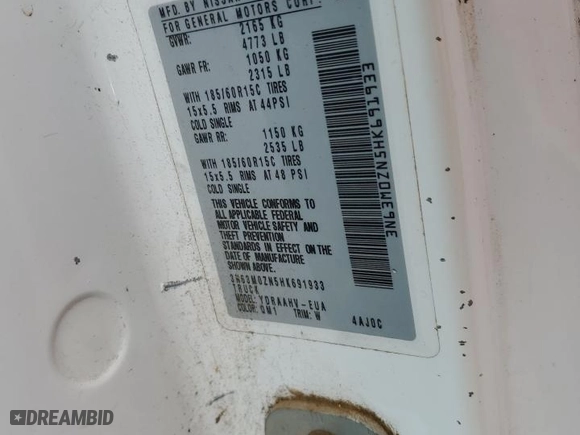 MFD. BY NISSAN
FOR GENERAL MOTORS CORP.
GVWR: 2165 KG
4773 LB
GAWR FR: 1050 KG
2315 LB
WITH 185/60R15C TIRES
15x5.5 RIMS AT 44PSI
COLD SINGLE
GAWR RR: 1150 KG
2535 LB
WITH 185/60R15C TIRES
15x5.5 RIMS AT 48 PSI
COLD SINGLE
THIS VEHICLE CONFORMS TO
ALL APPLICABLE FEDERAL
MOTOR VEHICLE SAFETY AND
THEFT PREVENTION
STANDARDS IN EFFECT ON THE
DATE OF MANUFACTURE SHOWN
ABOVE.
3N63M0ZN5HK691933
TRUCK
MODEL: YDRAAHV-EUA
COLOR: QM1 TRIM: W
4AJ0C
3N63M0ZN5HK691933
DREAMBID